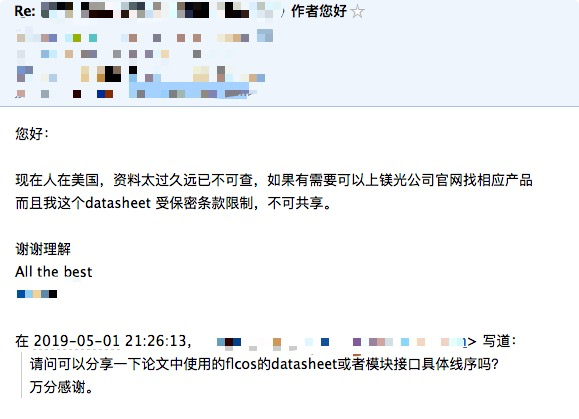 Re: 作者您好☆
您好：
现在人在美国，资料太过久远已不可查，如果有需要可以上镁光公司官网找相应产品
而且我这个datasheet 受保密条款限制，不可共享。
谢谢理解
All the best
在 2019-05-01 21:26:13， > 写道：
请问可以分享一下论文中使用的flcos的datasheet或者模块接口具体线序吗？
万分感谢。